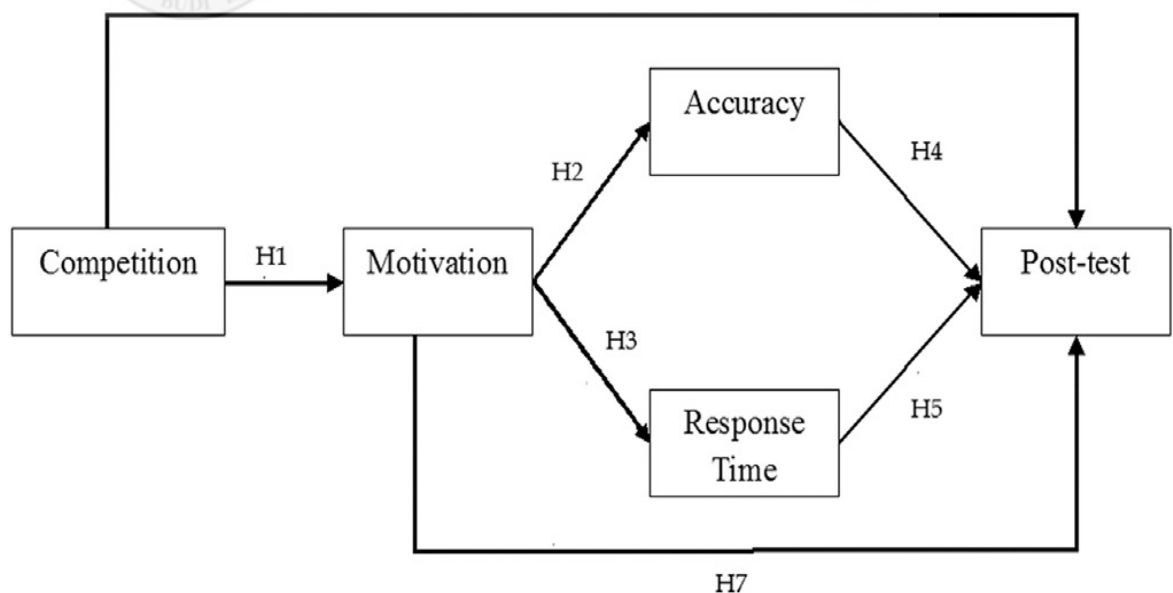 Accuracy
H4
H2
Competition
H1
Motivation
Post-test
H3
Response
Time
H5
H7